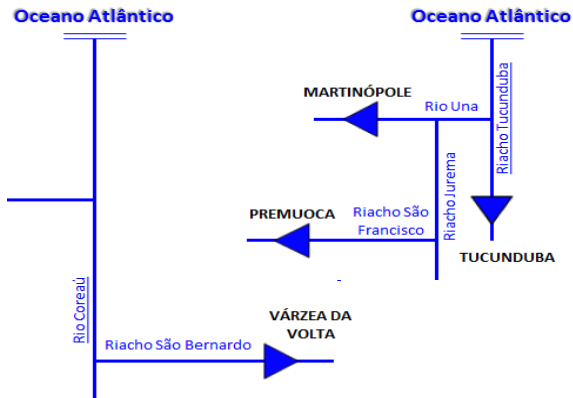 Oceano Atlântico
Oceano Atlântico
MARTINÓPOLE
Rio Una
Riacho Tucunduba
Riacho Jurema
PREMUOCA
Riacho São
Francisco
TUCUNDUBA
Rio Coreaú
VÁRZEA DA
VOLTA
Riacho São Bernardo